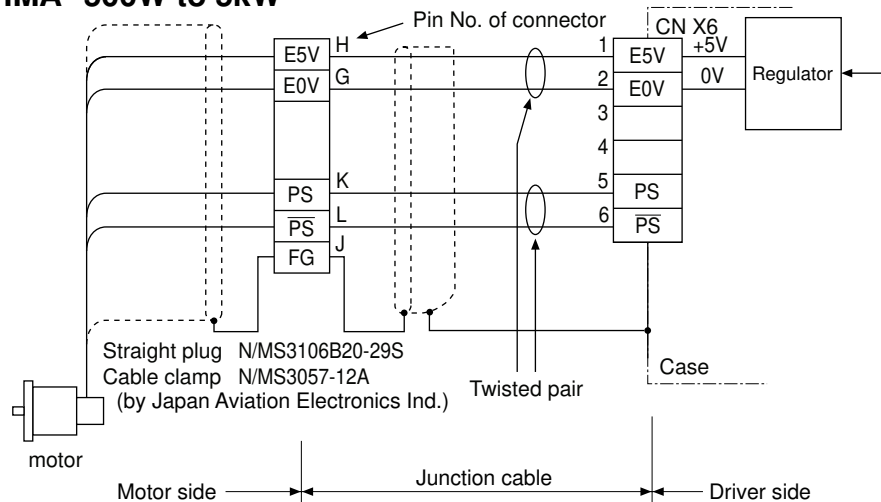 300W to 5kW
Pin No. of connector
CN X6
E5V
H
1
E5V
+5V
Regulator
E0V
G
2
E0V
0V
3
4
PS
K
5
PS
PS
L
6
PS
FG
J
Straight plug N/MS3106B20-29S
Cable clamp N/MS3057-12A
(by Japan Aviation Electronics Ind.)
Twisted pair
Case
motor
Motor side
Junction cable
Driver side